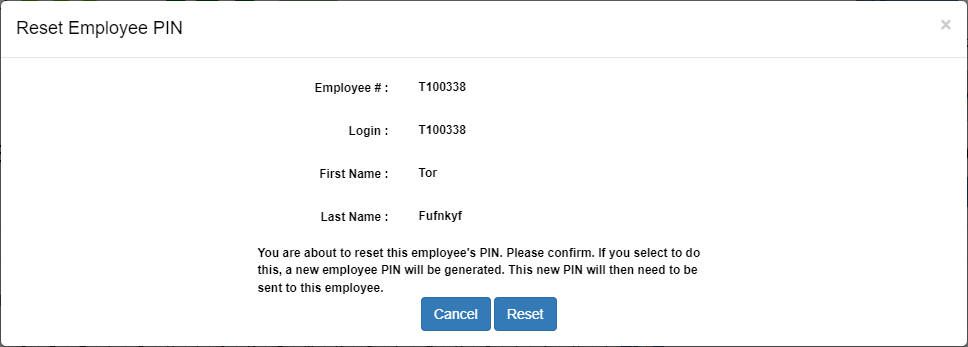 Reset Employee PIN
×
Employee # : T100338
Login : T100338
First Name : Tor
Last Name : Fufnkyf
You are about to reset this employee's PIN. Please confirm. If you select to do
this, a new employee PIN will be generated. This new PIN will then need to be
sent to this employee.
Cancel Reset